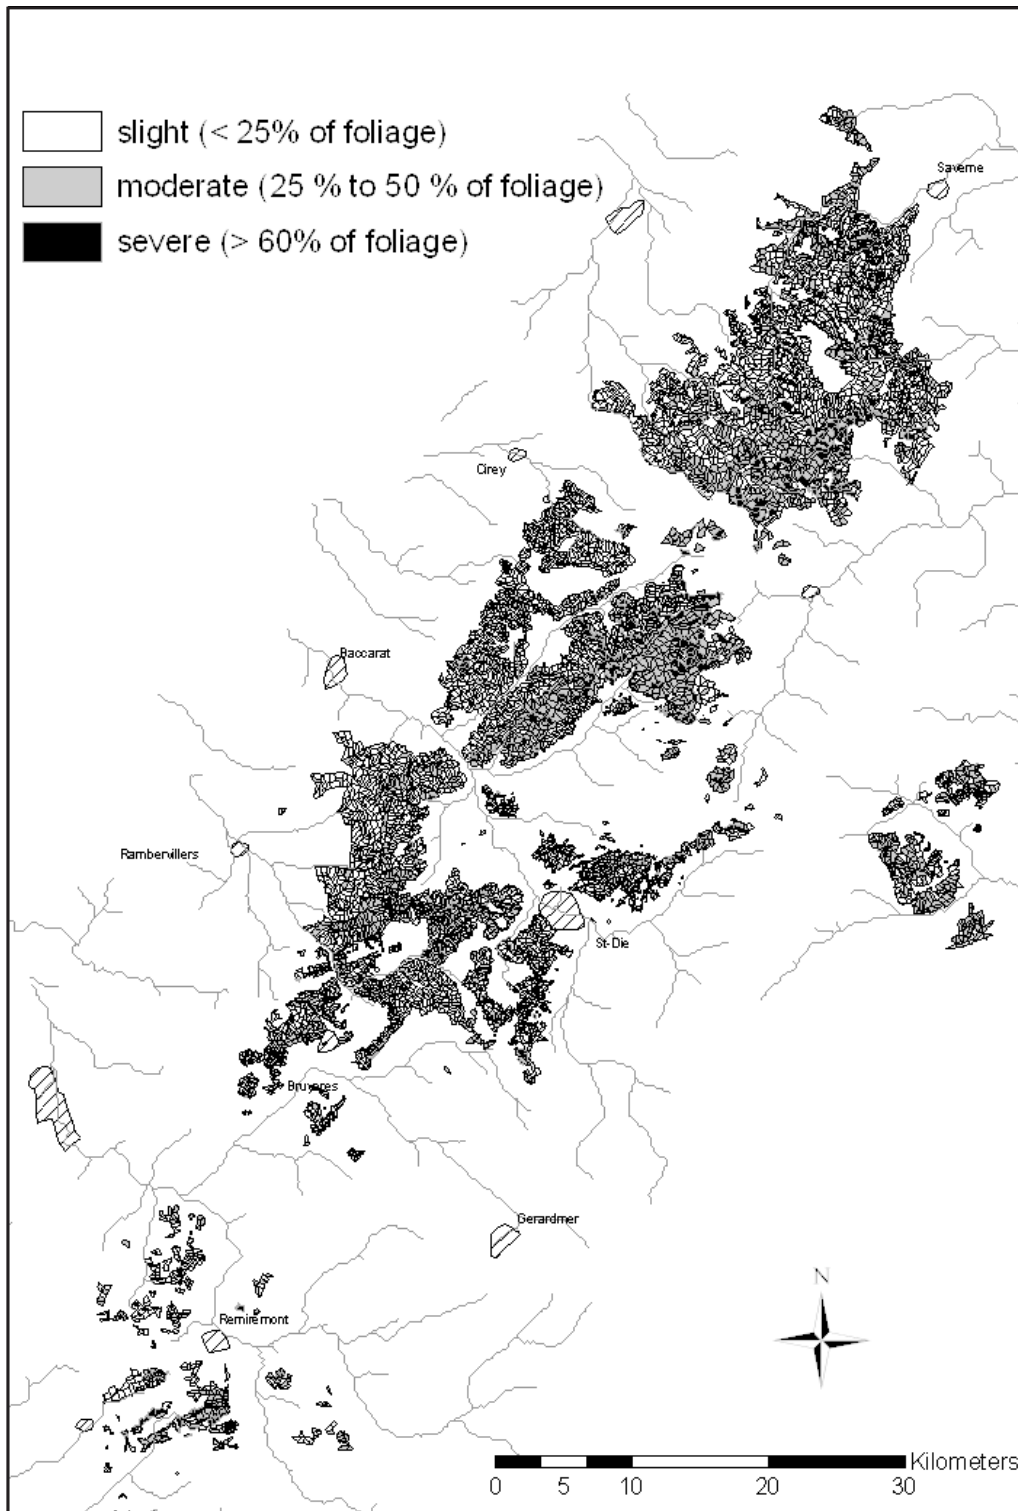 slight (< 25% of foliage)
moderate (25 % to 50 % of foliage)
severe (> 60% of foliage)
Saverne
Cirey
Baccarat
Rambervillers
St-Die
Bruyeres
Gerardmer
N
Remiremont
Kilometers
0 5 10 20 30